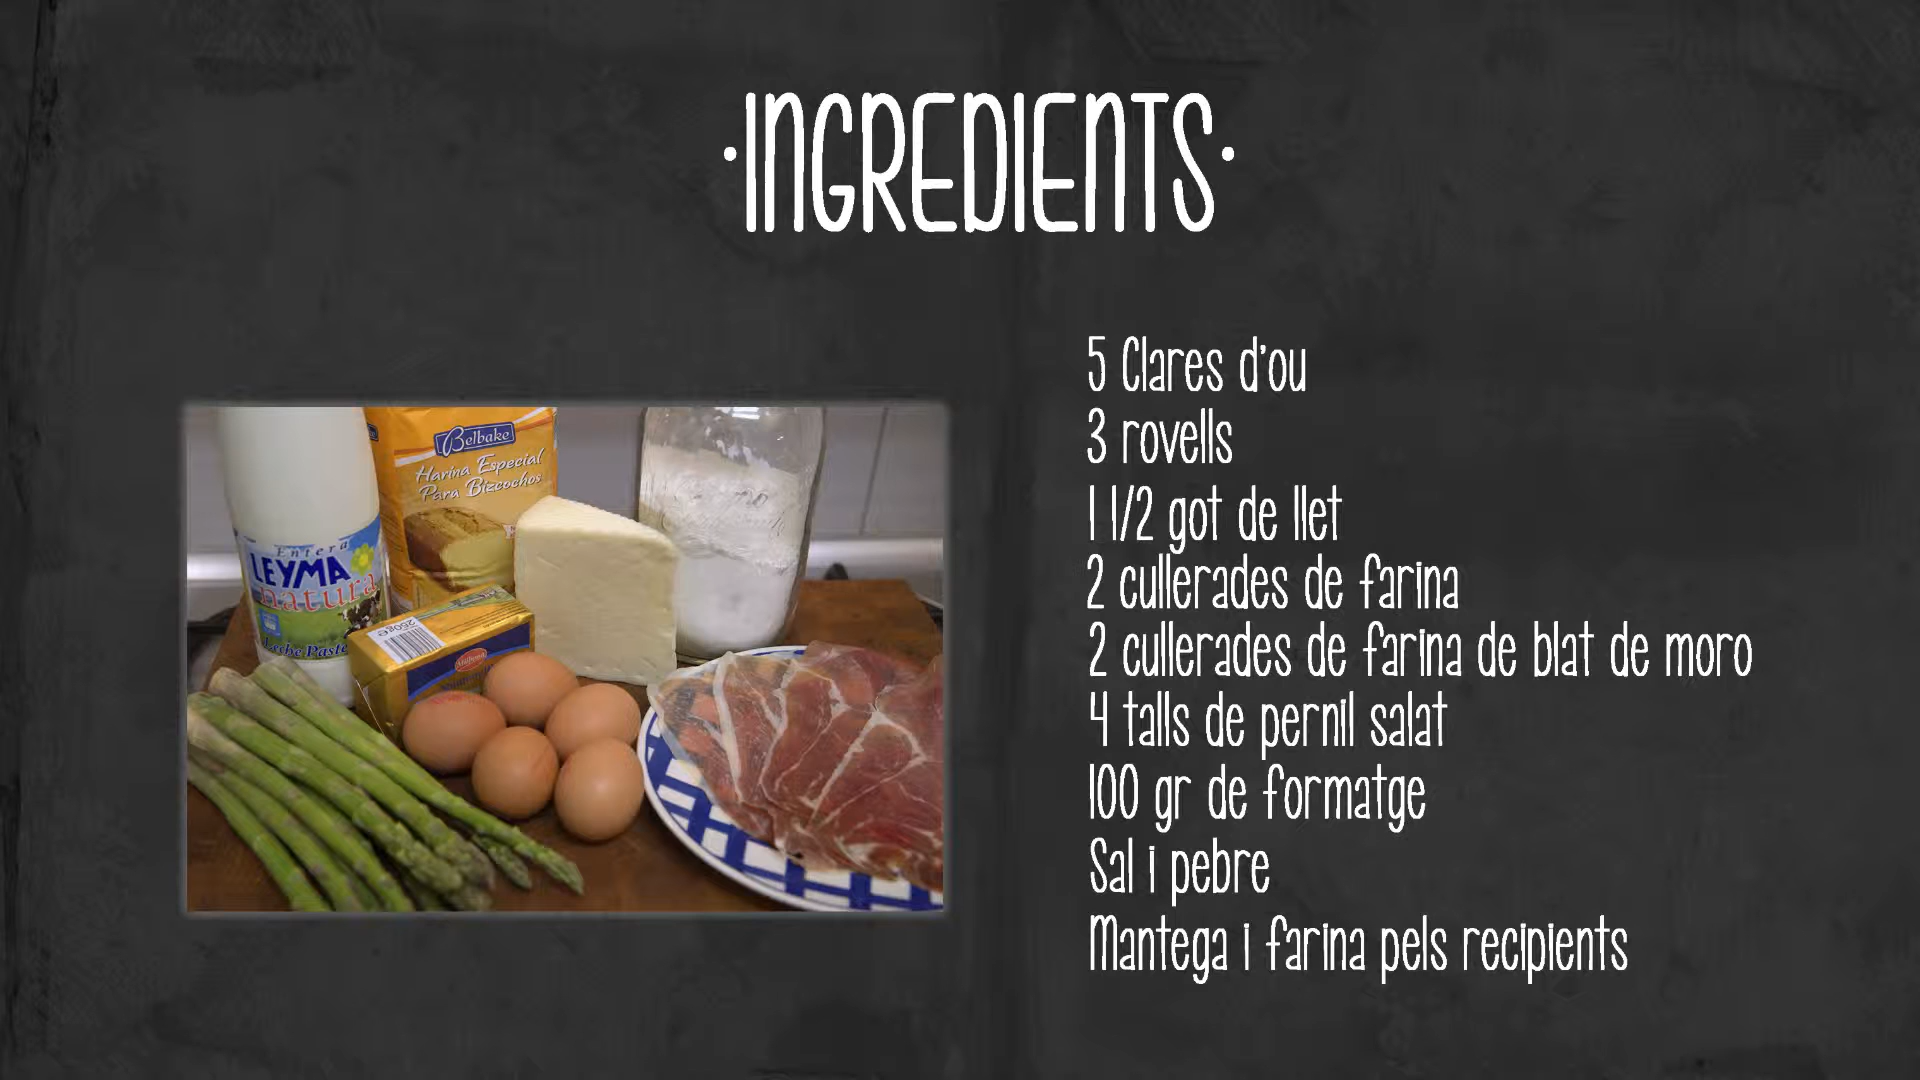 ·INGREDIENTS·
5 Clares d'ou
3 rovells
1 1/2 got de llet
2 cullerades de farina
2 cullerades de farina de blat de moro
4 talls de pernil salat
100 gr de formatge
Sal i pebre
Mantega i farina pels recipients
Belbake
Harina Especial
Para Bizcochos
Entera
LEYMA
natura
Leche Paste
250g e